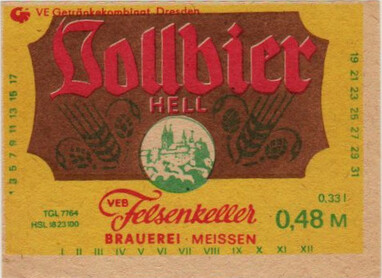 VE Getränkekombinat Dresden
Vollbier
HELL
1 3 5 7 9 11 13 15 17
19 21 23 25 27 29 31
TGL 7764
HSL 1823100
VEB
Felsenkeller
BRAUEREI · MEISSEN
0,33 l
0,48 M
I II III IV V VI VII VIII IX X XI XII